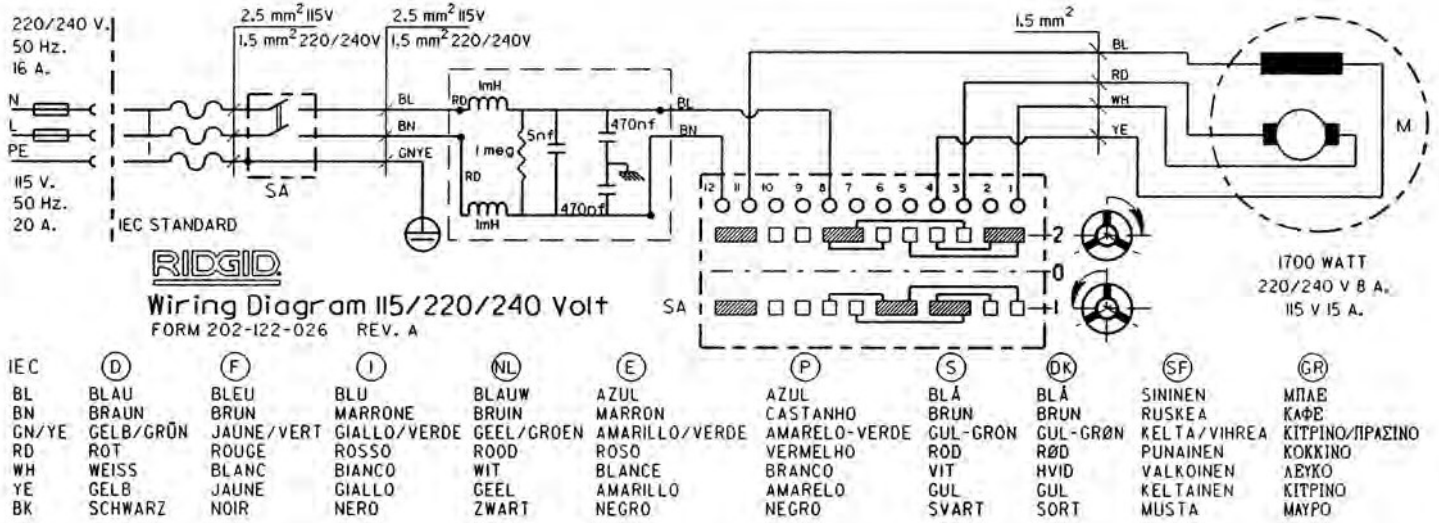 220/240 V.
50 Hz.
16 A.
2.5 mm² 115V
1.5 mm² 220/240V
2.5 mm² 115V
1.5 mm² 220/240V
1.5 mm²
N
L
PE
115 V.
50 Hz.
20 A.
IEC STANDARD
SA
BL
BN
GNYE
RD
RD
1mH
1mH
1 meg
5nf
470nf
470nf
BL
BN
BL
RD
WH
YE
M
12 11 10 9 8 7 6 5 4 3 2 1
2
0
SA
1
1700 WATT
220/240 V 8 A.
115 V 15 A.
RIDGID
Wiring Diagram 115/220/240 Volt
FORM 202-122-026 REV. A
IEC D F I NL E P S DK SF GR
BL BLAU BLEU BLU BLAUW AZUL AZUL BLÅ BLÅ SININEN ΜΠΛΕ
BN BRAUN BRUN MARRONE BRUIN MARRON CASTANHO BRUN BRUN RUSKEA ΚΑΦΕ
GN/YE GELB/GRÜN JAUNE/VERT GIALLO/VERDE GEEL/GROEN AMARILLO/VERDE AMARELO-VERDE GUL-GRÖN GUL-GRØN KELTA/VIHREA ΚΙΤΡΙΝΟ/ΠΡΑΣΙΝΟ
RD ROT ROUGE ROSSO ROOD ROSO VERMELHO RÖD RØD PUNAINEN ΚΟΚΚΙΝΟ
WH WEISS BLANC BIANCO WIT BLANCE BRANCO VIT HVID VALKOINEN ΛΕΥΚΟ
YE GELB JAUNE GIALLO GEEL AMARILLO AMARELO GUL GUL KELTAINEN ΚΙΤΡΙΝΟ
BK SCHWARZ NOIR NERO ZWART NEGRO NEGRO SVART SORT MUSTA ΜΑΥΡΟ